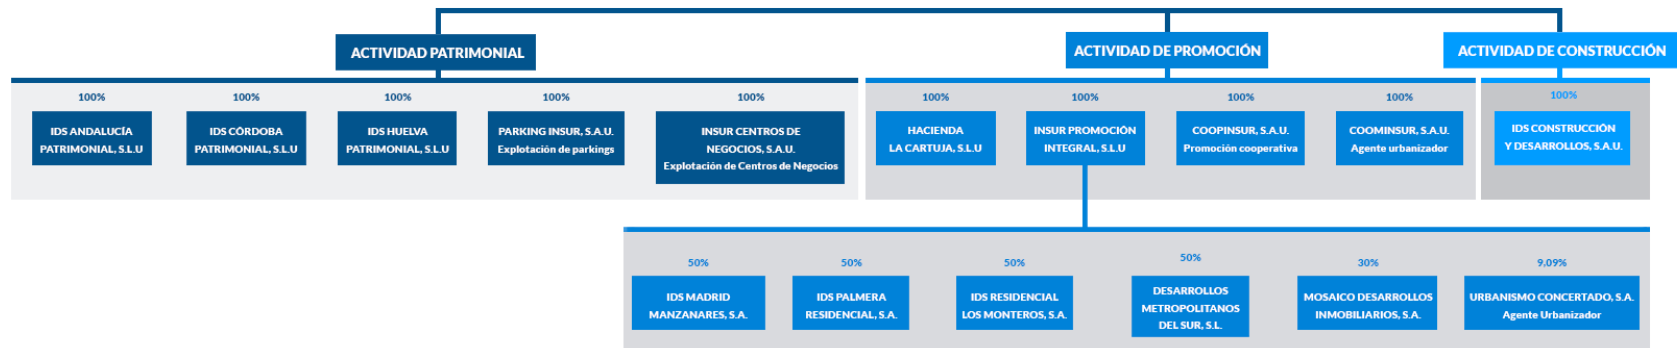 ACTIVIDAD PATRIMONIAL
ACTIVIDAD DE PROMOCIÓN
ACTIVIDAD DE CONSTRUCCIÓN
100%
IDS ANDALUCÍA
PATRIMONIAL, S.L.U
100%
IDS CÓRDOBA
PATRIMONIAL, S.L.U
100%
IDS HUELVA
PATRIMONIAL, S.L.U
100%
PARKING INSUR, S.A.U.
Explotación de parkings
100%
INSUR CENTROS DE
NEGOCIOS, S.A.U.
Explotación de Centros de Negocios
100%
HACIENDA
LA CARTUJA, S.L.U
100%
INSUR PROMOCIÓN
INTEGRAL, S.L.U
100%
COOPINSUR, S.A.U.
Promoción cooperativa
100%
COOMINSUR, S.A.U.
Agente urbanizador
100%
IDS CONSTRUCCIÓN
Y DESARROLLOS, S.A.U.
50%
IDS MADRID
MANZANARES, S.A.
50%
IDS PALMERA
RESIDENCIAL, S.A.
50%
IDS RESIDENCIAL
LOS MONTEROS, S.A.
50%
DESARROLLOS
METROPOLITANOS
DEL SUR, S.L.
30%
MOSAICO DESARROLLOS
INMOBILIARIOS, S.A.
9,09%
URBANISMO CONCERTADO, S.A.
Agente Urbanizador